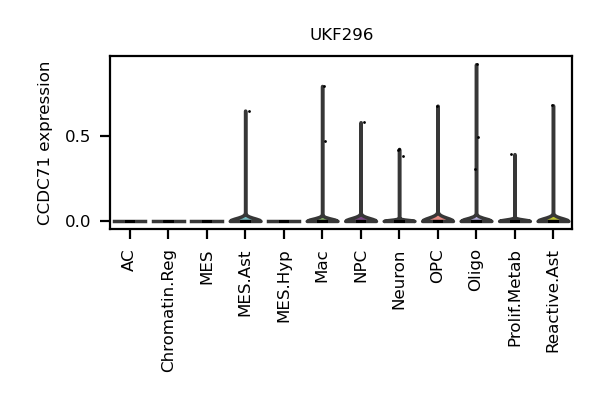 UKF296
CCDC71 expression
0.5
0.0
AC
Chromatin.Reg
MES
MES.Ast
MES.Hyp
Mac
NPC
Neuron
OPC
Oligo
Prolif.Metab
Reactive.Ast